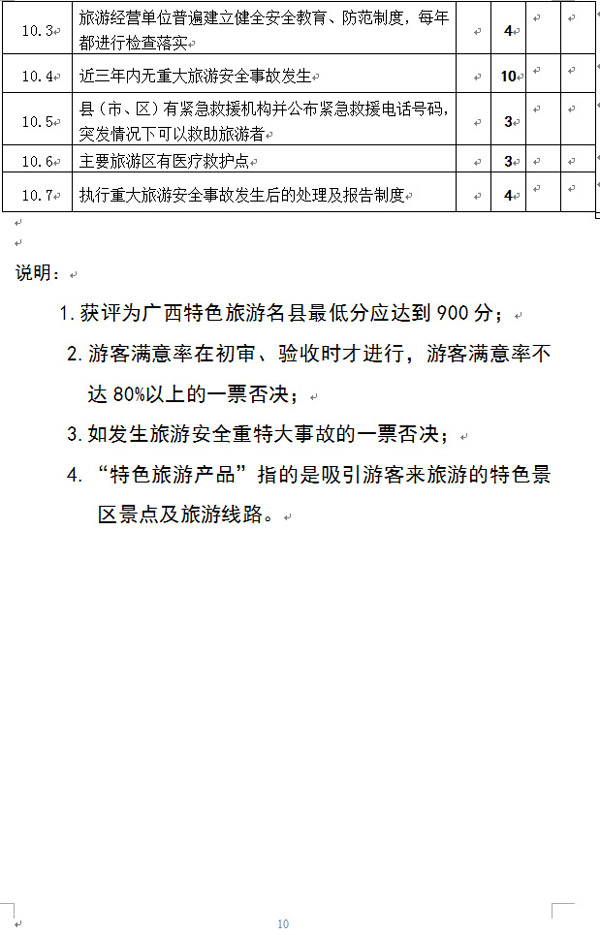 10.3 旅游经营单位普遍建立健全安全教育、防范制度，每年 4
都进行检查落实
10.4 近三年内无重大旅游安全事故发生 10
10.5 县（市、区）有紧急救援机构并公布紧急救援电话号码， 3
突发情况下可以救助旅游者
10.6 主要旅游区有医疗救护点 3
10.7 执行重大旅游安全事故发生后的处理及报告制度 4
说明：
1.获评为广西特色旅游名县最低分应达到 900 分；
2.游客满意率在初审、验收时才进行，游客满意率不
达 80%以上的一票否决；
3.如发生旅游安全重特大事故的一票否决；
4. “特色旅游产品”指的是吸引游客来旅游的特色景
区景点及旅游线路。
10